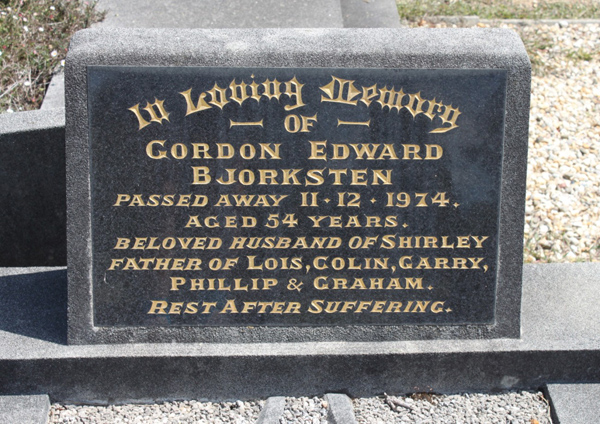 In Loving Memory
OF
GORDON EDWARD
BJORKSTEN
PASSED AWAY 11·12·1974.
AGED 54 YEARS.
BELOVED HUSBAND OF SHIRLEY
FATHER OF LOIS, COLIN, GARRY,
PHILLIP & GRAHAM.
REST AFTER SUFFERING.